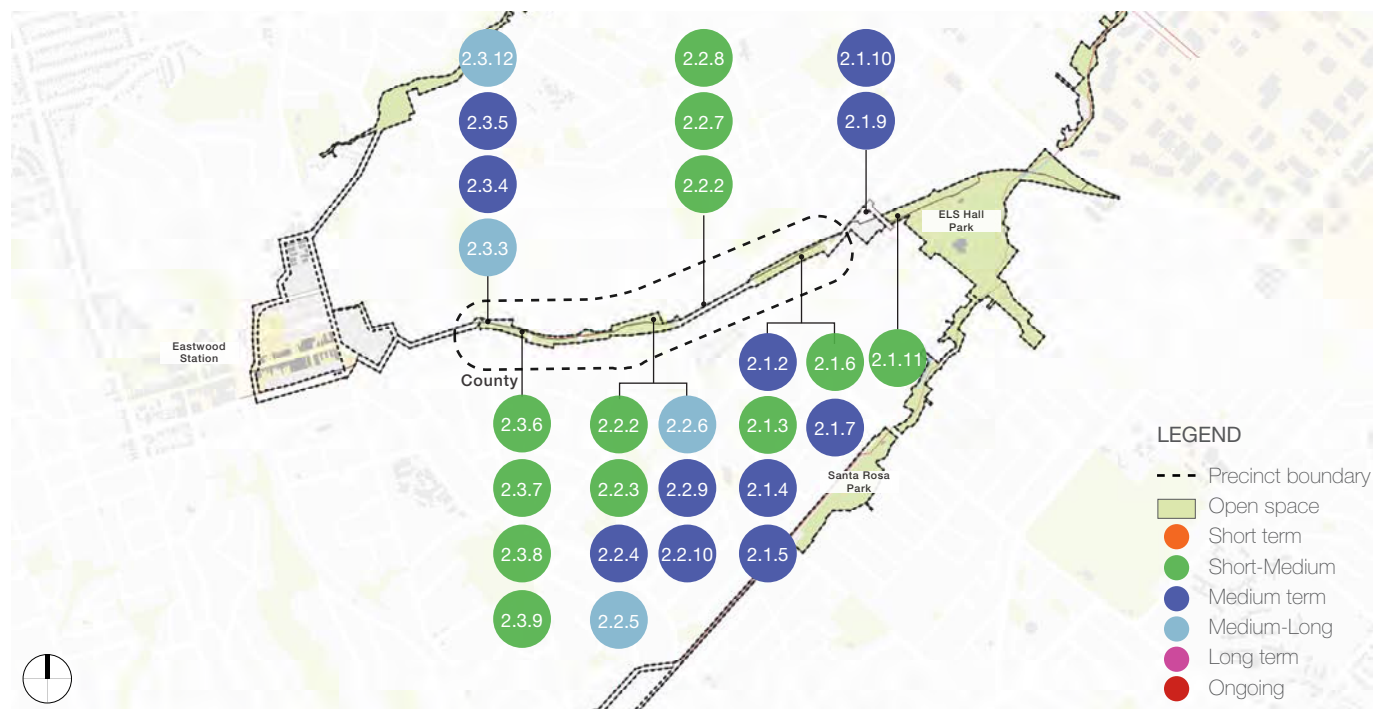 2.3.12
2.3.5
2.3.4
2.3.3
2.2.8
2.2.7
2.2.2
2.1.10
2.1.9
ELS Hall
Park
Eastwood
Station
County
2.3.6
2.3.7
2.3.8
2.3.9
2.2.2
2.2.3
2.2.4
2.2.5
2.2.6
2.2.9
2.2.10
2.1.2
2.1.3
2.1.4
2.1.5
2.1.6
2.1.7
2.1.11
Santa Rosa
Park
LEGEND
Precinct boundary
Open space
Short term
Short-Medium
Medium term
Medium-Long
Long term
Ongoing